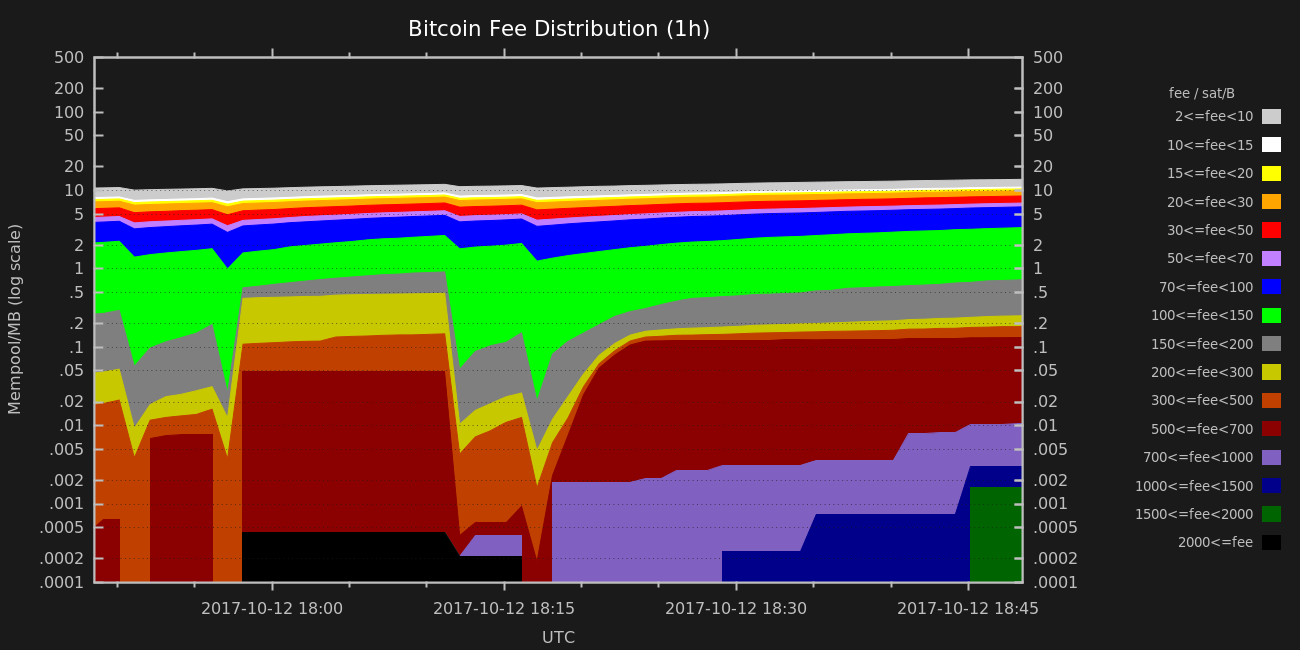 Bitcoin Fee Distribution (1h)
500
200
100
50
20
10
5
2
1
.5
.2
.1
.05
.02
.01
.005
.002
.001
.0005
.0002
.0001
Mempool/MB (log scale)
500
200
100
50
20
10
5
2
1
.5
.2
.1
.05
.02
.01
.005
.002
.001
.0005
.0002
.0001
2017-10-12 18:00 2017-10-12 18:15 2017-10-12 18:30 2017-10-12 18:45
UTC
fee / sat/B
2<=fee<10
10<=fee<15
15<=fee<20
20<=fee<30
30<=fee<50
50<=fee<70
70<=fee<100
100<=fee<150
150<=fee<200
200<=fee<300
300<=fee<500
500<=fee<700
700<=fee<1000
1000<=fee<1500
1500<=fee<2000
2000<=fee